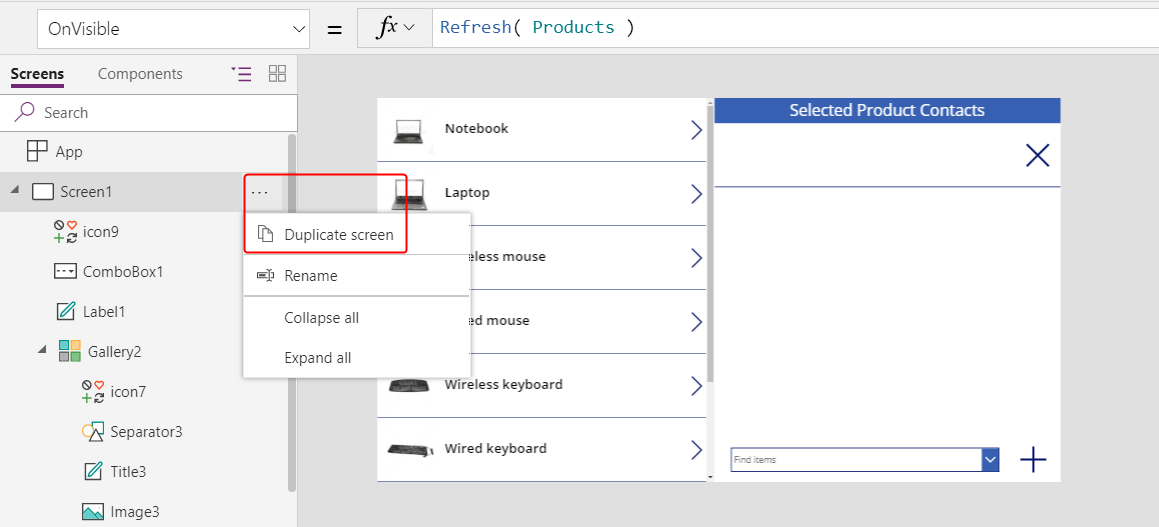 OnVisible = fx Refresh( Products )
Screens Components
Search
App
Screen1 ...
icon9
ComboBox1
Label1
Gallery2
icon7
Separator3
Title3
Image3
Duplicate screen
Rename
Collapse all
Expand all
Notebook
Laptop
eless mouse
ed mouse
Wireless keyboard
Wired keyboard
Selected Product Contacts
Find items